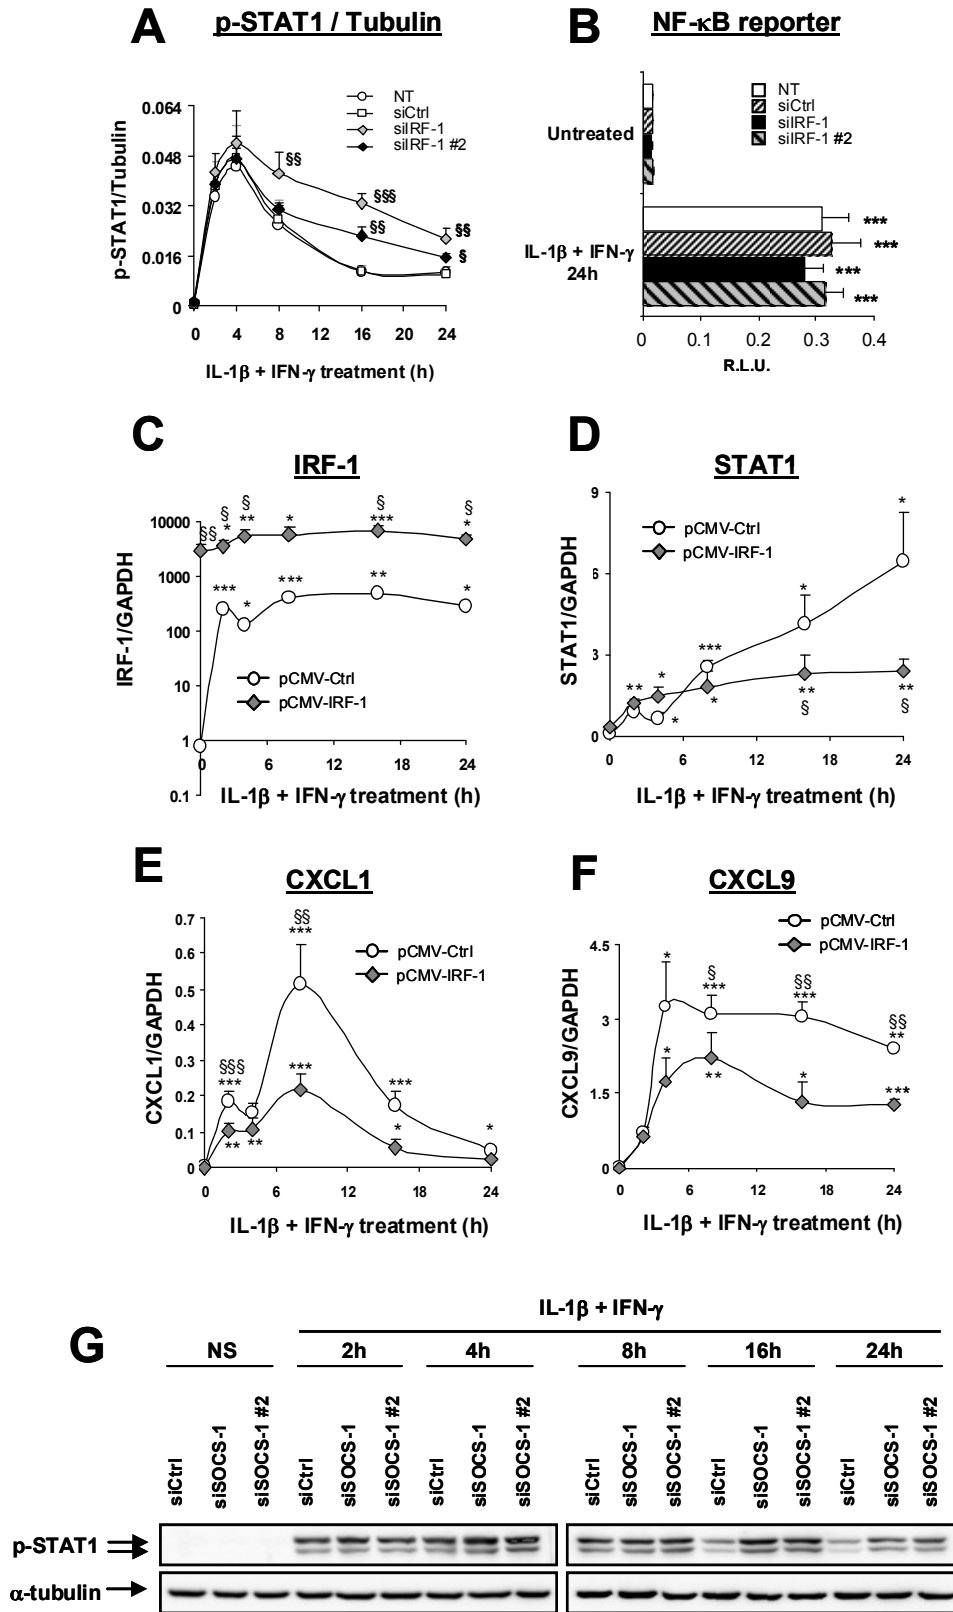 A
p-STAT1 / Tubulin
NT
siCtrl
siIRF-1
siIRF-1 #2
p-STAT1/Tubulin
0.064
0.048
0.032
0.016
0
§§
§§§
§§
§§
§
0 4 8 12 16 20 24
IL-1β + IFN-γ treatment (h)
B
NF-κB reporter
NT
siCtrl
siIRF-1
siIRF-1 #2
Untreated
IL-1β + IFN-γ
24h
***
***
***
***
0 0.1 0.2 0.3 0.4
R.L.U.
C
IRF-1
IRF-1/GAPDH
10000
1000
100
10
1
0.1
§§
§
*
§
**
*
§
***
§
*
***
*
***
**
*
pCMV-Ctrl
pCMV-IRF-1
0 6 12 18 24
IL-1β + IFN-γ treatment (h)
D
STAT1
STAT1/GAPDH
9
6
3
0
pCMV-Ctrl
pCMV-IRF-1
**
*
*
***
*
*
**
§
*
**
§
0 6 12 18 24
IL-1β + IFN-γ treatment (h)
E
CXCL1
CXCL1/GAPDH
0.7
0.6
0.5
0.4
0.3
0.2
0.1
0
pCMV-Ctrl
pCMV-IRF-1
§§§
***
**
**
§§
***
***
***
*
*
0 6 12 18 24
IL-1β + IFN-γ treatment (h)
F
CXCL9
CXCL9/GAPDH
4.5
3
1.5
0
pCMV-Ctrl
pCMV-IRF-1
*
*
§
***
**
§§
***
*
§§
**
***
0 6 12 18 24
IL-1β + IFN-γ treatment (h)
G
IL-1β + IFN-γ
NS 2h 4h 8h 16h 24h
siCtrl siSOCS-1 siSOCS-1 #2 siCtrl siSOCS-1 siSOCS-1 #2 siCtrl siSOCS-1 siSOCS-1 #2 siCtrl siSOCS-1 siSOCS-1 #2 siCtrl siSOCS-1 siSOCS-1 #2 siCtrl siSOCS-1 siSOCS-1 #2
p-STAT1
α-tubulin